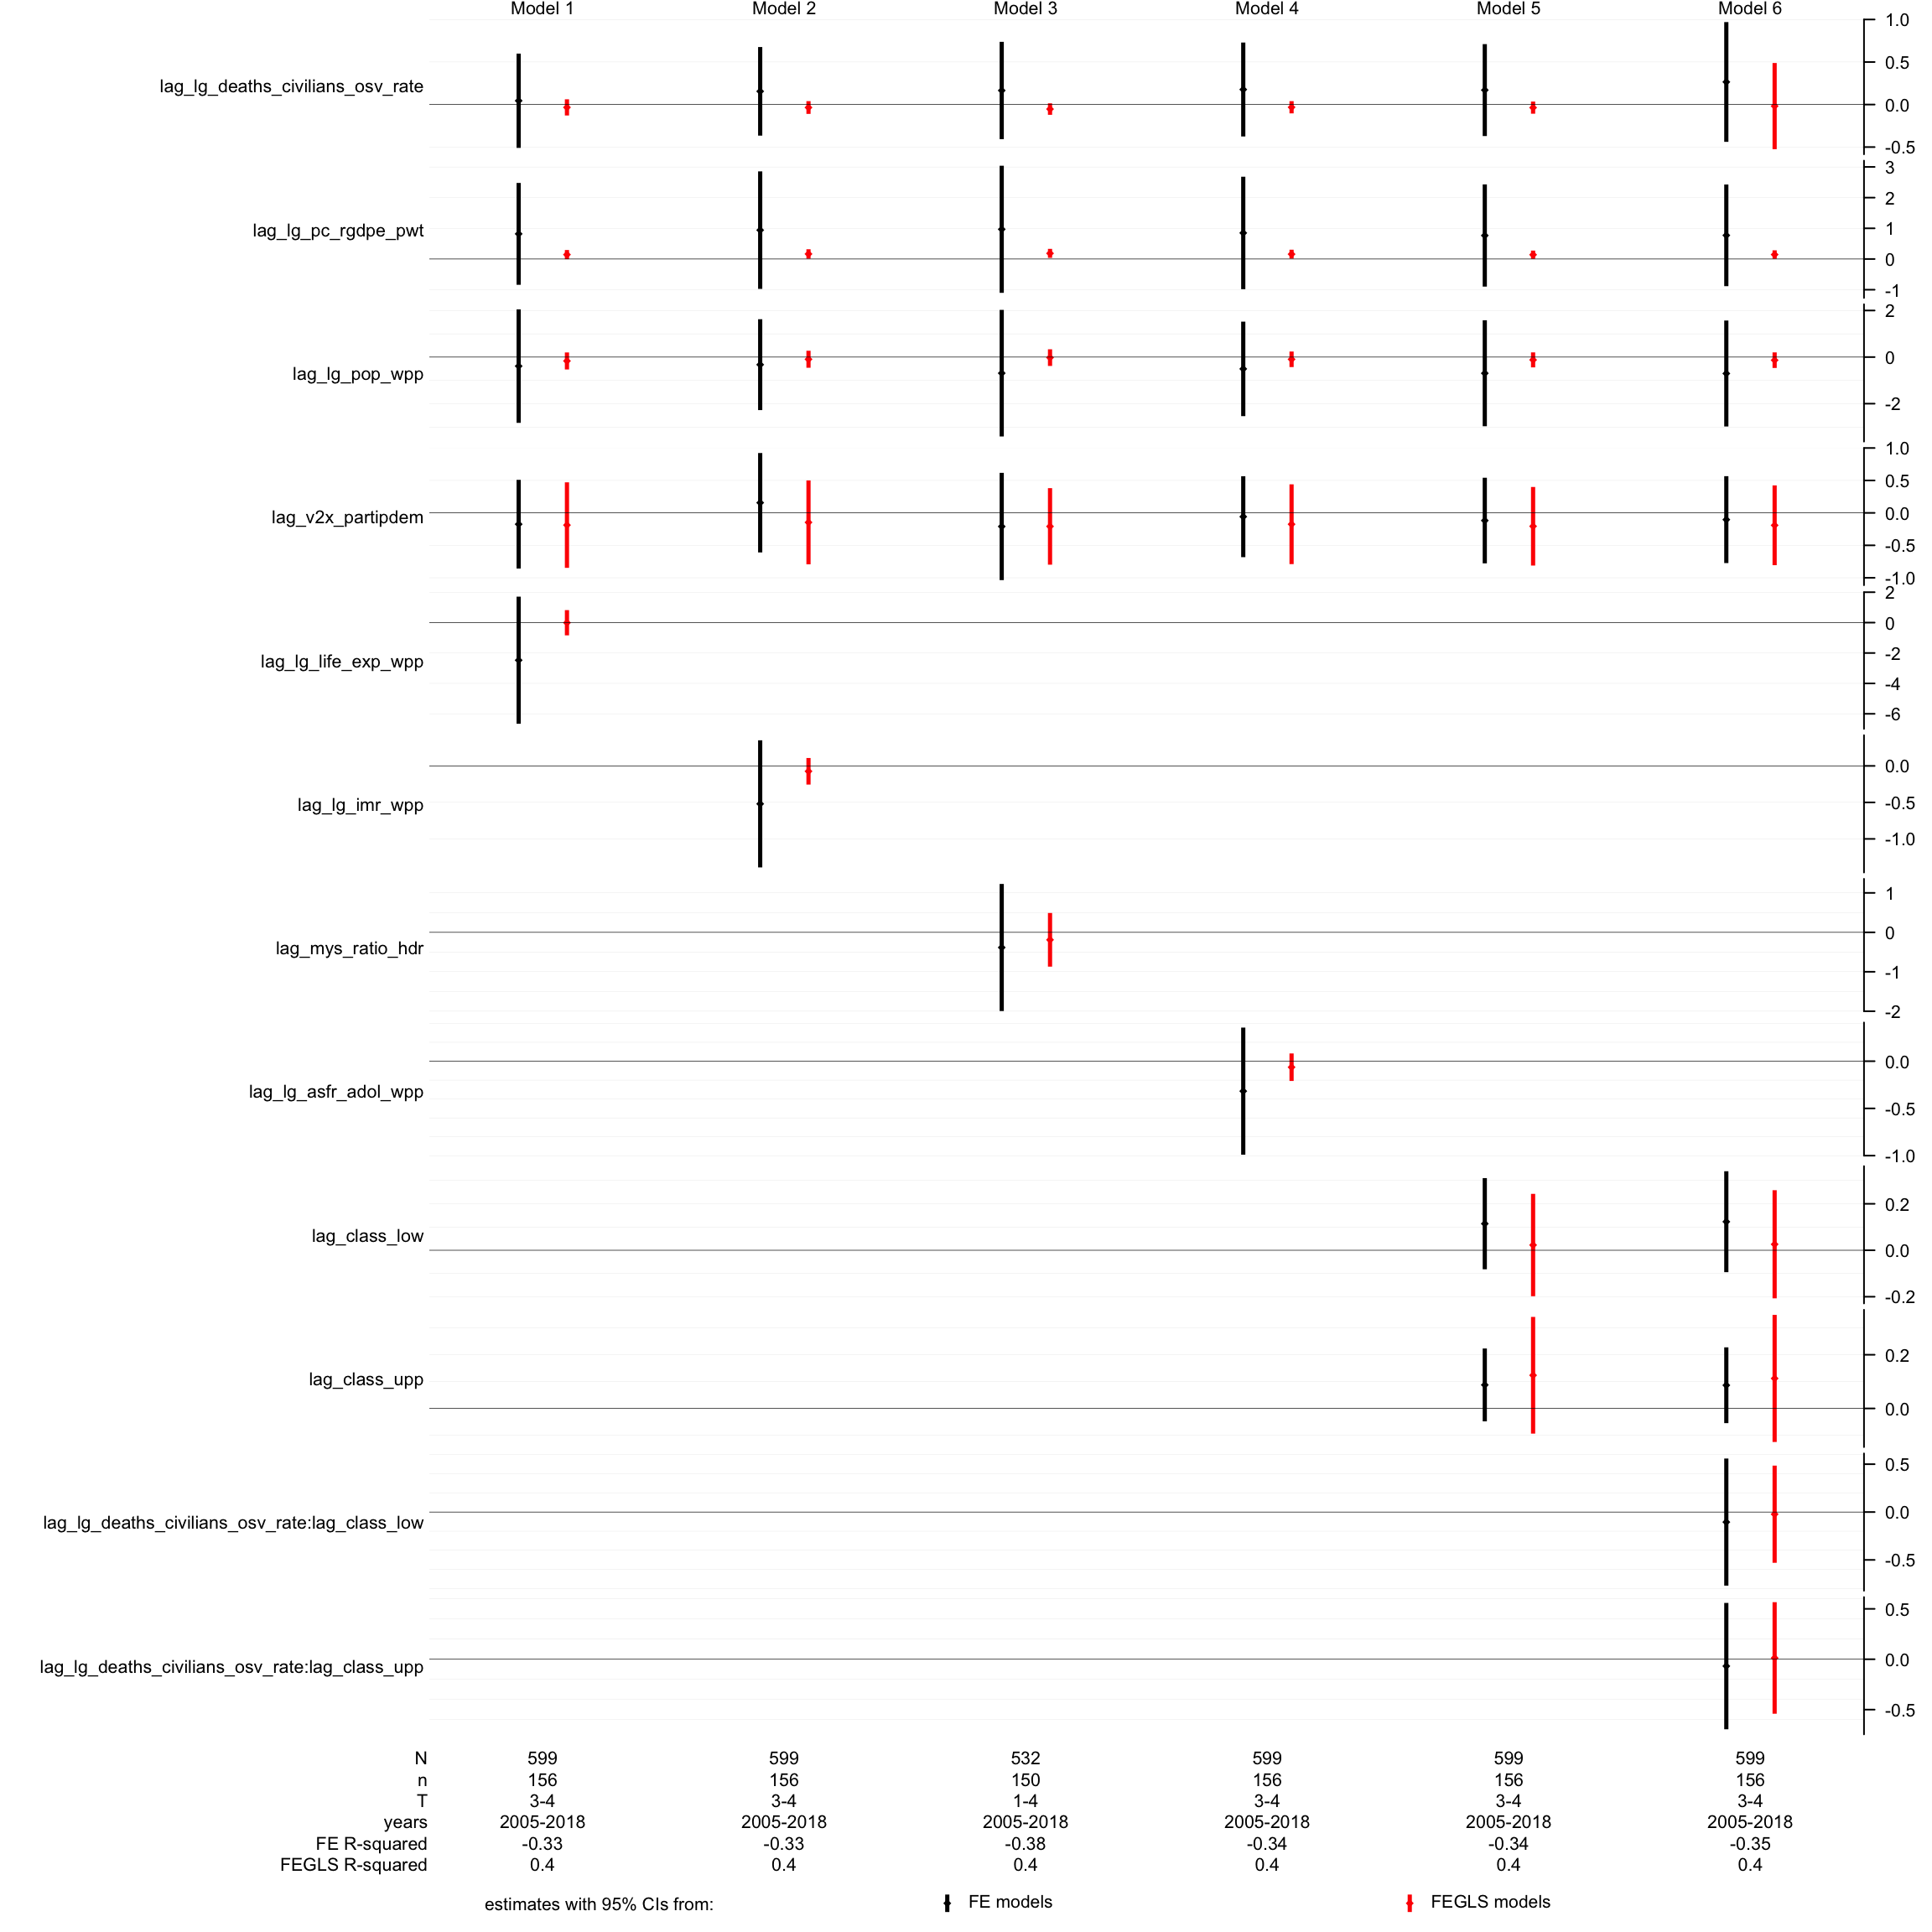 Model 1 Model 2 Model 3 Model 4 Model 5 Model 6
lag_lg_deaths_civilians_osv_rate
1.0
0.5
0.0
-0.5
lag_lg_pc_rgdpe_pwt
3
2
1
0
-1
lag_lg_pop_wpp
2
0
-2
lag_v2x_partipdem
1.0
0.5
0.0
-0.5
-1.0
lag_lg_life_exp_wpp
2
0
-2
-4
-6
lag_lg_imr_wpp
0.0
-0.5
-1.0
lag_mys_ratio_hdr
1
0
-1
-2
lag_lg_asfr_adol_wpp
0.0
-0.5
-1.0
lag_class_low
0.2
0.0
-0.2
lag_class_upp
0.2
0.0
lag_lg_deaths_civilians_osv_rate:lag_class_low
0.5
0.0
-0.5
lag_lg_deaths_civilians_osv_rate:lag_class_upp
0.5
0.0
-0.5
N 599 599 532 599 599 599
n 156 156 150 156 156 156
T 3-4 3-4 1-4 3-4 3-4 3-4
years 2005-2018 2005-2018 2005-2018 2005-2018 2005-2018 2005-2018
FE R-squared -0.33 -0.33 -0.38 -0.34 -0.34 -0.35
FEGLS R-squared 0.4 0.4 0.4 0.4 0.4 0.4
estimates with 95% CIs from: FE models FEGLS models